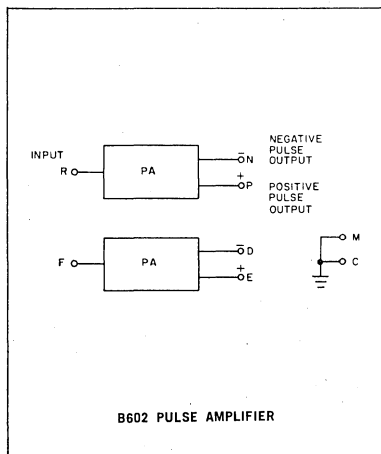 INPUT
R
PA
− N
+ P
NEGATIVE
PULSE
OUTPUT
POSITIVE
PULSE
OUTPUT
F
PA
− D
+ E
M
C
B602 PULSE AMPLIFIER